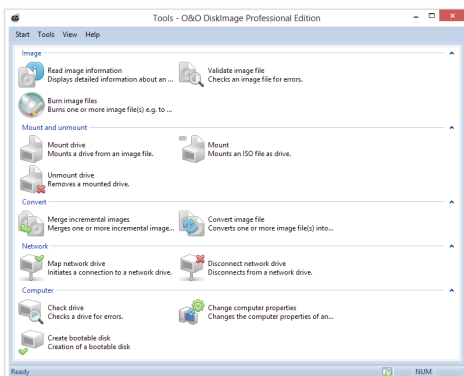 Tools - O&O DiskImage Professional Edition
Start Tools View Help
Image
Read image information
Displays detailed information about an ...
Validate image file
Checks an image file for errors.
Burn image files
Burns one or more image file(s) e.g. to ...
Mount and unmount
Mount drive
Mounts a drive from an image file.
Mount
Mounts an ISO file as drive.
Unmount drive
Removes a mounted drive.
Convert
Merge incremental images
Merges one or more incremental image...
Convert image file
Converts one or more image file(s) into...
Network
Map network drive
Initiates a connection to a network drive.
Disconnect network drive
Disconnects from a network drive.
Computer
Check drive
Checks a drive for errors.
Change computer properties
Changes the computer properties of an...
Create bootable disk
Creation of a bootable disk
Ready
NUM